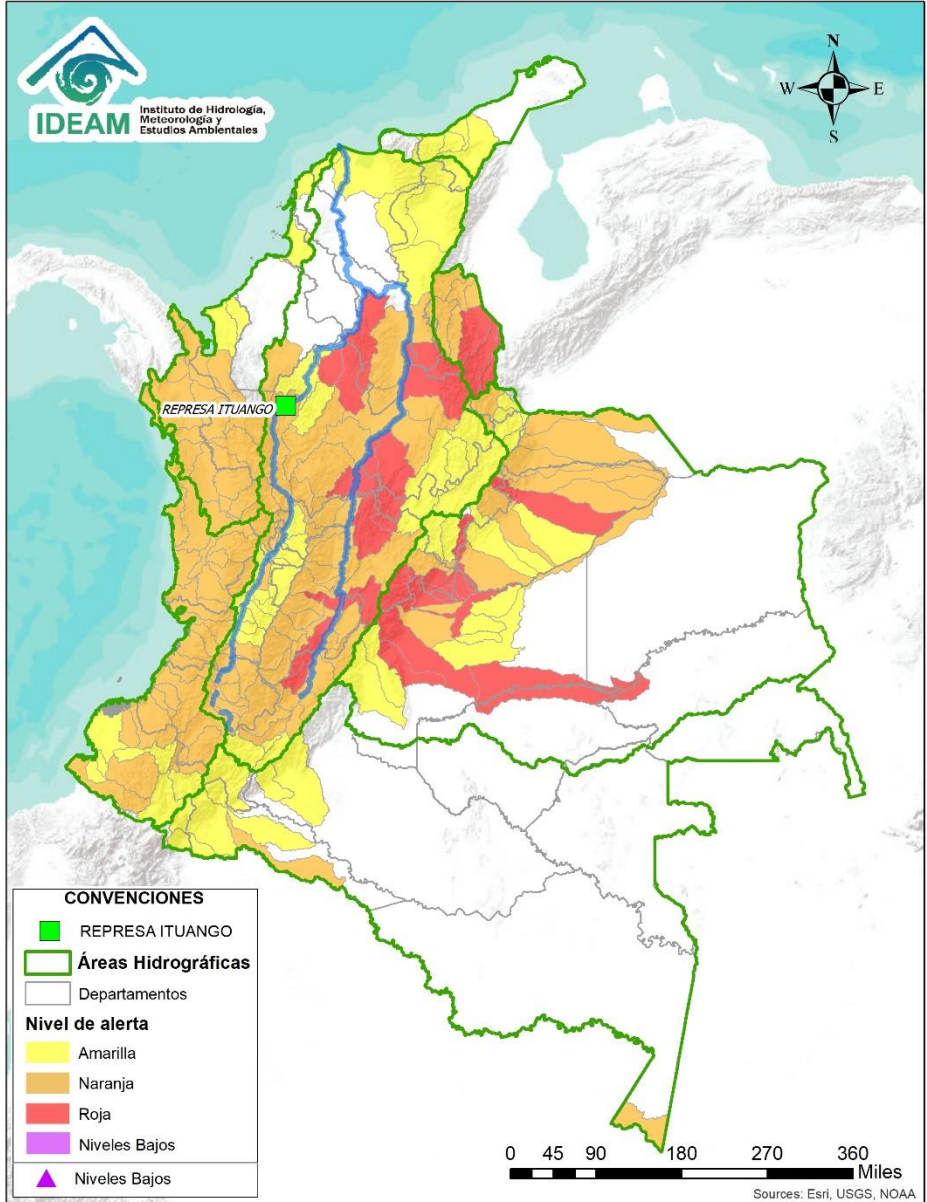 IDEAM
Instituto de Hidrología,
Meteorología y
Estudios Ambientales
N
W
E
S
REPRESA ITUANGO
CONVENCIONES
REPRESA ITUANGO
Áreas Hidrográficas
Departamentos
Nivel de alerta
Amarilla
Naranja
Roja
Niveles Bajos
Niveles Bajos
0 45 90 180 270 360
Miles
Sources: Esri, USGS, NOAA